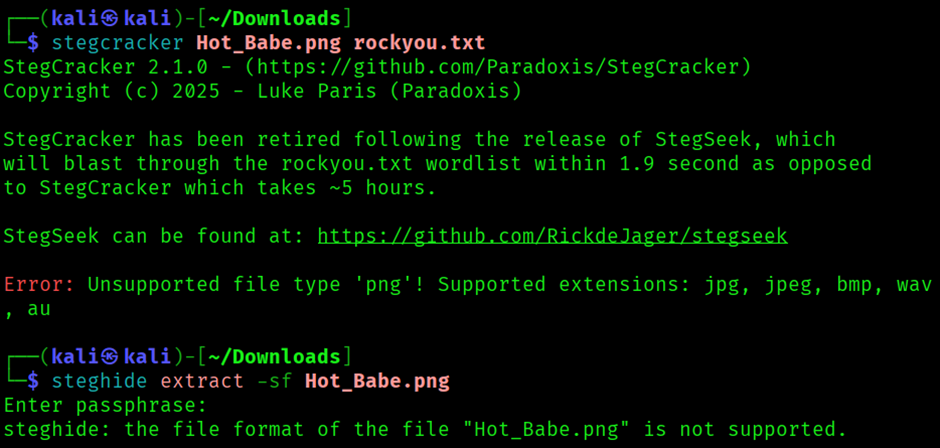 ┌──(kali㉿kali)-[~/Downloads]
└─$ stegcracker Hot_Babe.png rockyou.txt
StegCracker 2.1.0 - (https://github.com/Paradoxis/StegCracker)
Copyright (c) 2025 - Luke Paris (Paradoxis)
StegCracker has been retired following the release of StegSeek, which
will blast through the rockyou.txt wordlist within 1.9 second as opposed
to StegCracker which takes ~5 hours.
StegSeek can be found at: https://github.com/RickdeJager/stegseek
Error: Unsupported file type 'png'! Supported extensions: jpg, jpeg, bmp, wav
, au
┌──(kali㉿kali)-[~/Downloads]
└─$ steghide extract -sf Hot_Babe.png
Enter passphrase:
steghide: the file format of the file "Hot_Babe.png" is not supported.